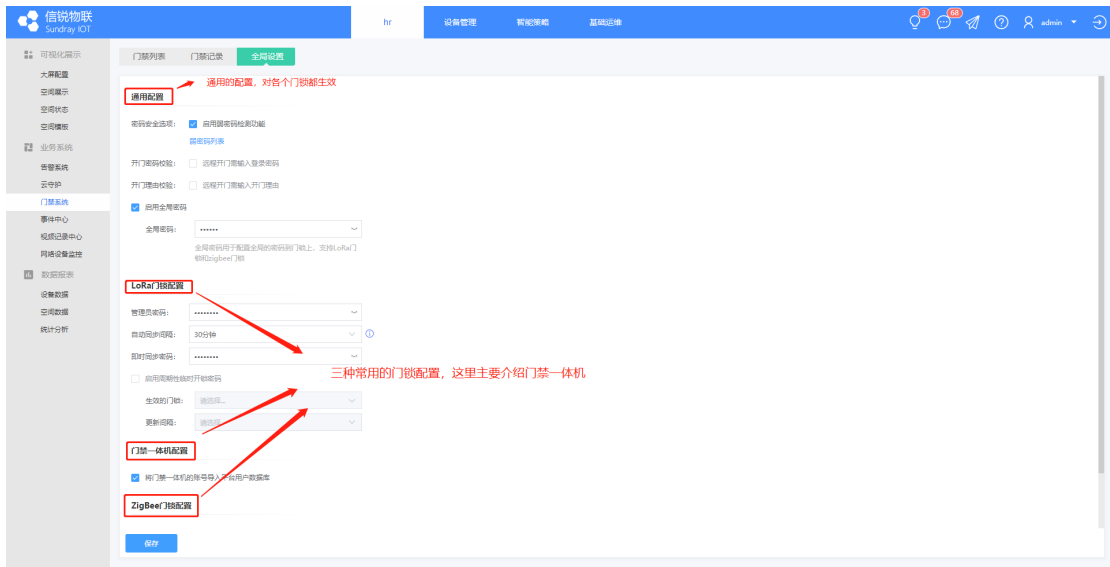 信锐物联
Sundray IOT
hr
设备管理
智能策略
基础运维
3
68
admin
可视化展示
大屏配置
空间展示
空间状态
空间模板
业务系统
告警系统
云守护
门禁系统
事件中心
视频记录中心
网络设备监控
数据报表
设备数据
空间数据
统计分析
门禁列表
门禁记录
全局设置
通用的配置，对各个门锁都生效
通用配置
密码安全选项：
启用弱密码检测功能
弱密码列表
开门密码校验：
远程开门需输入登录密码
开门理由校验：
远程开门需输入开门理由
启用全局密码
全局密码：
••••••
全局密码用于配置全局的密码到门锁上，支持LoRa门
锁和zigbee门锁
LoRa门锁配置
管理员密码：
••••••••
自动同步间隔：
30分钟
即时同步密码：
••••••••
三种常用的门锁配置，这里主要介绍门禁一体机
启用周期性临时开锁密码
生效的门锁：
请选择...
更新间隔：
请选择
门禁一体机配置
将门禁一体机的账号导入平台用户数据库
ZigBee门锁配置
保存